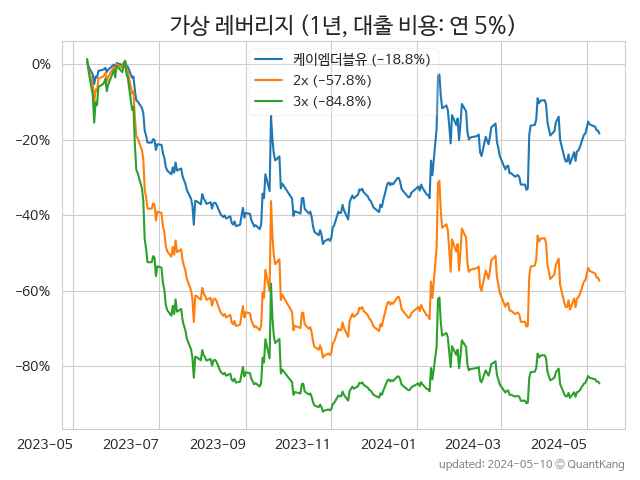 가상 레버리지 (1년, 대출 비용: 연 5%)
케이엠더블유 (−18.8%)
2x (−57.8%)
3x (−84.8%)
0%
−20%
−40%
−60%
−80%
2023-05 2023-07 2023-09 2023-11 2024-01 2024-03 2024-05
updated: 2024-05-10 © QuantKang